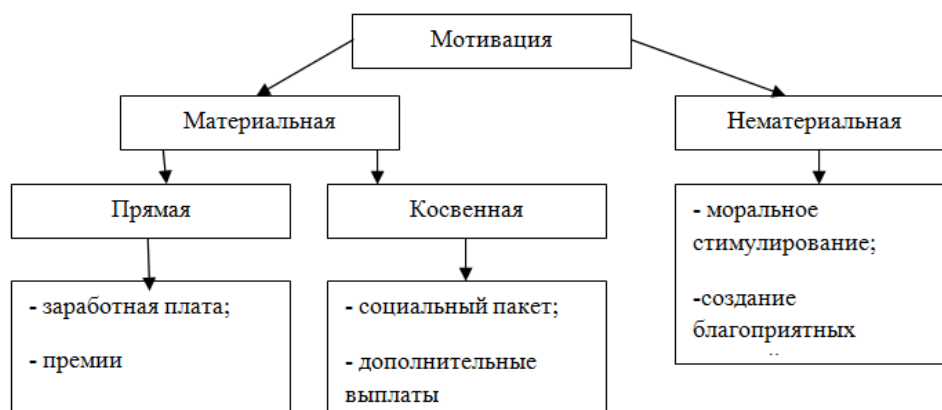 Мотивация
Материальная
Нематериальная
Прямая
Косвенная
- моральное
стимулирование;
-создание
благоприятных
- заработная плата;
- премии
- социальный пакет;
- дополнительные
выплаты